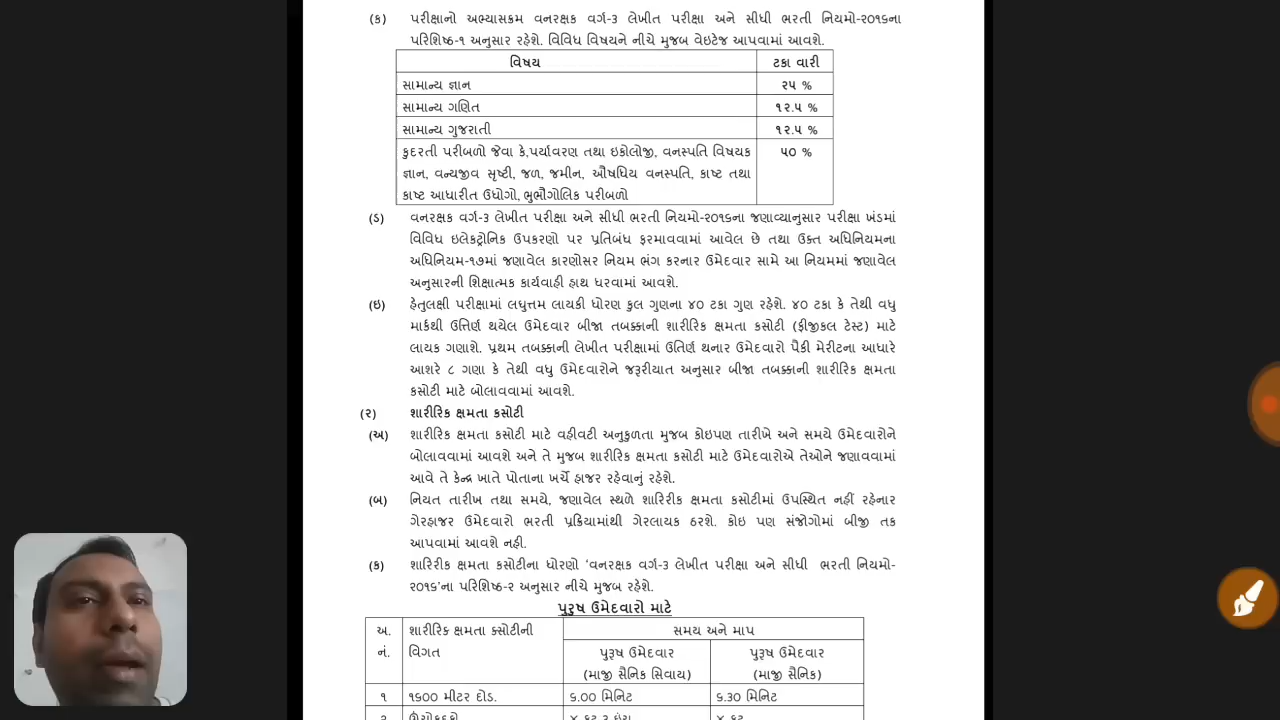 (ક) પરીક્ષાનો અભ્યાસક્રમ વનરક્ષક વર્ગ-3 લેખીત પરીક્ષા અને સીધી ભરતી નિયમો-૨૦૧૬ના
પરિશિષ્ઠ-૧ અનુસાર રહેશે. વિવિધ વિષયને નીચે મુજબ વેઇટેજ આપવામાં આવશે.
વિષય ટકા વારી
સામાન્ય જ્ઞાન ૨૫ %
સામાન્ય ગણિત ૧૨.૫ %
સામાન્ય ગુજરાતી ૧૨.૫ %
કુદરતી પરીબળો જેવા કે,પર્યાવરણ તથા ઇકોલોજી, વનસ્પતિ વિષયક ૫૦ %
જ્ઞાન, વન્યજીવ સૃષ્ટી, જળ, જમીન, ઔષધિય વનસ્પતિ, કાષ્ટ તથા
કાષ્ટ આધારીત ઉધોગો, ભુભૌગોલિક પરીબળો
(ડ) વનરક્ષક વર્ગ-3 લેખીત પરીક્ષા અને સીધી ભરતી નિયમો-૨૦૧૬ના જણાવ્યાનુસાર પરીક્ષા ખંડમાં
વિવિધ ઇલેક્ટ્રોનિક ઉપકરણો પર પ્રતિબંધ ફરમાવવામાં આવેલ છે તથા ઉક્ત અધિનિયમના
અધિનિયમ-૧૭માં જણાવેલ કારણોસર નિયમ ભંગ કરનાર ઉમેદવાર સામે આ નિયમમાં જણાવેલ
અનુસારની શિક્ષાત્મક કાર્યવાહી હાથ ધરવામાં આવશે.
(ઇ) હેતુલક્ષી પરીક્ષામાં લઘુત્તમ લાયકી ધોરણ કુલ ગુણના ૪૦ ટકા ગુણ રહેશે. ૪૦ ટકા કે તેથી વધુ
માર્કથી ઉત્તિર્ણ થયેલ ઉમેદવાર બીજા તબક્કાની શારીરિક ક્ષમતા કસોટી (ફીજીકલ ટેસ્ટ) માટે
લાયક ગણાશે. પ્રથમ તબક્કાની લેખીત પરીક્ષામાં ઉતિર્ણ થનાર ઉમેદવારો પૈકી મેરીટના આધારે
આશરે ૮ ગણા કે તેથી વધુ ઉમેદવારોને જરૂરીયાત અનુસાર બીજા તબક્કાની શારીરિક ક્ષમતા
કસોટી માટે બોલાવવામાં આવશે.
(૨) શારીરિક ક્ષમતા કસોટી
(અ) શારીરિક ક્ષમતા કસોટી માટે વહીવટી અનુકુળતા મુજબ કોઇપણ તારીખે અને સમયે ઉમેદવારોને
બોલાવવામાં આવશે અને તે મુજબ શારીરિક ક્ષમતા કસોટી માટે ઉમેદવારોએ તેઓને જણાવવામાં
આવે તે કેન્દ્ર ખાતે પોતાના ખર્ચે હાજર રહેવાનું રહેશે.
(બ) નિયત તારીખ તથા સમયે, જણાવેલ સ્થળે શારિરીક ક્ષમતા કસોટીમાં ઉપસ્થિત નહીં રહેનાર
ગેરહાજર ઉમેદવારો ભરતી પ્રક્રિયામાંથી ગેરલાયક ઠરશે. કોઇ પણ સંજોગોમાં બીજી તક
આપવામાં આવશે નહી.
(ક) શારિરીક ક્ષમતા કસોટીના ધોરણો ‘વનરક્ષક વર્ગ-3 લેખીત પરીક્ષા અને સીધી ભરતી નિયમો-
૨૦૧૬’ના પરિશિષ્ઠ-૨ અનુસાર નીચે મુજબ રહેશે.
પુરુષ ઉમેદવારો માટે
અ. શારીરિક ક્ષમતા ક્સોટીની સમય અને માપ
નં. વિગત પુરૂષ ઉમેદવાર પુરૂષ ઉમેદવાર
(માજી સૈનિક સિવાય) (માજી સૈનિક)
૧ ૧૬૦૦ મીટર દોડ. ૬.૦૦ મિનિટ ૬.૩૦ મિનિટ